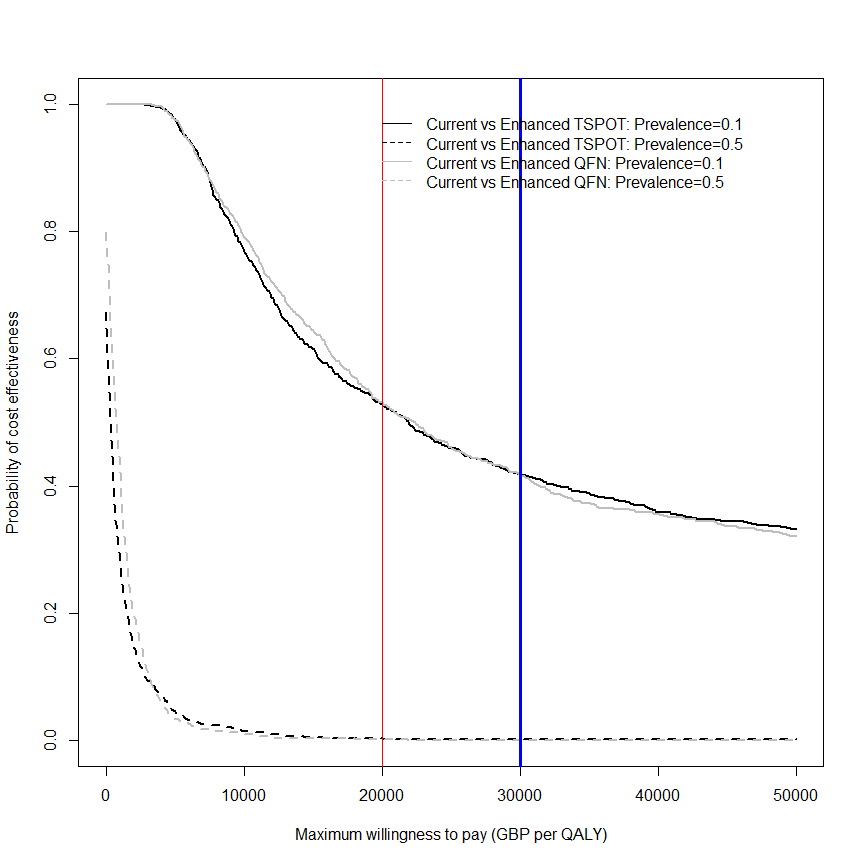 1.0
0.8
0.6
0.4
0.2
0.0
Probability of cost effectiveness
Current vs Enhanced TSPOT: Prevalence=0.1
Current vs Enhanced TSPOT: Prevalence=0.5
Current vs Enhanced QFN: Prevalence=0.1
Current vs Enhanced QFN: Prevalence=0.5
0 10000 20000 30000 40000 50000
Maximum willingness to pay (GBP per QALY)